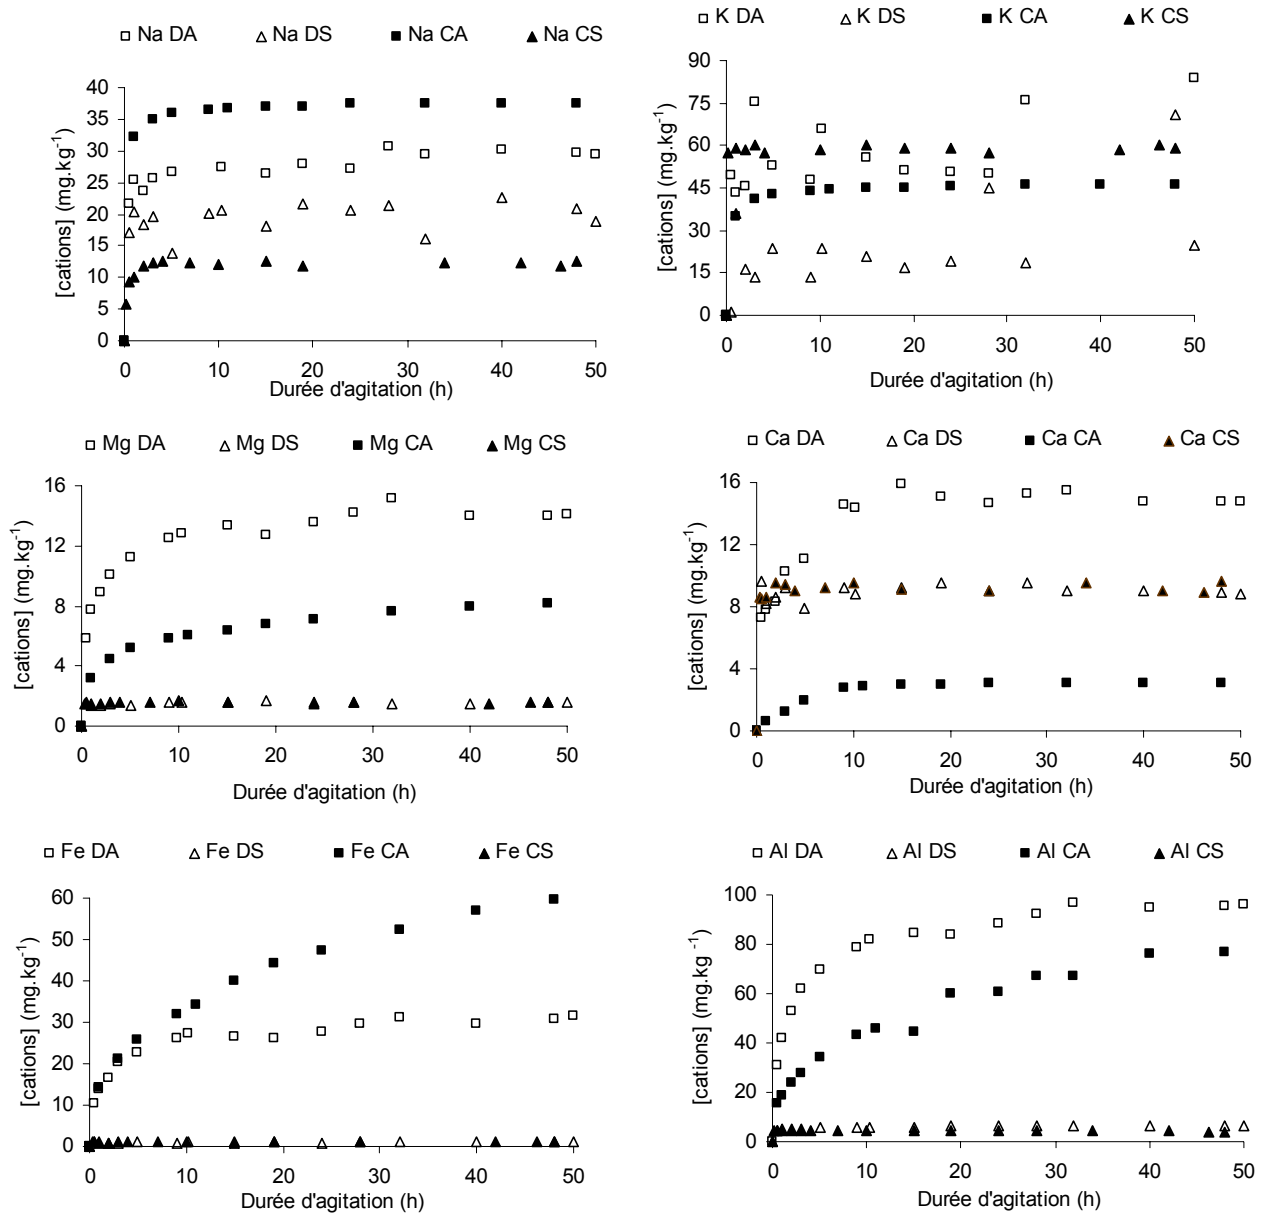 Na DA Na DS Na CA Na CS
[cations] (mg.kg-1)
40
35
30
25
20
15
10
5
0
0 10 20 30 40 50
Durée d'agitation (h)
K DA K DS K CA K CS
[cations] (mg.kg-1)
90
75
60
45
30
15
0
0 10 20 30 40 50
Durée d'agitation (h)
Mg DA Mg DS Mg CA Mg CS
[cations] (mg.kg-1)
16
12
8
4
0
0 10 20 30 40 50
Durée d'agitation (h)
Ca DA Ca DS Ca CA Ca CS
[cations] (mg.kg-1)
16
12
8
4
0
0 10 20 30 40 50
Durée d'agitation (h)
Fe DA Fe DS Fe CA Fe CS
[cations] (mg.kg-1)
60
50
40
30
20
10
0
0 10 20 30 40 50
Durée d'agitation (h)
Al DA Al DS Al CA Al CS
[cations] (mg.kg-1)
100
80
60
40
20
0
0 10 20 30 40 50
Durée d'agitation (h)